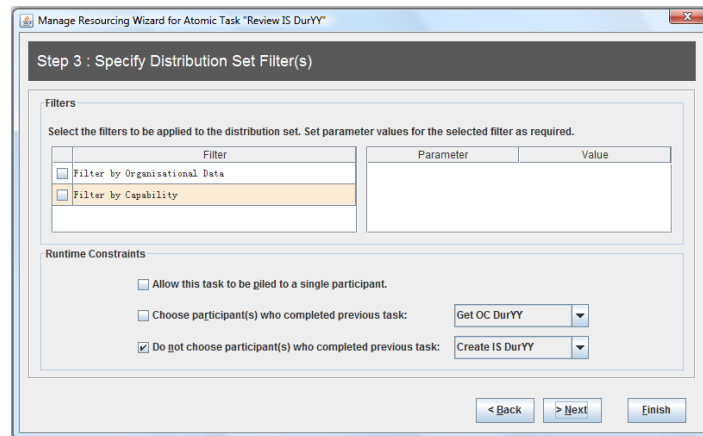 Manage Resourcing Wizard for Atomic Task "Review IS DurYY"
Step 3 : Specify Distribution Set Filter(s)
Filters
Select the filters to be applied to the distribution set. Set parameter values for the selected filter as required.
Filter
Parameter Value
Filter by Organisational Data
Filter by Capability
Runtime Constraints
Allow this task to be piled to a single participant.
Choose participant(s) who completed previous task: Get OC DurYY
Do not choose participant(s) who completed previous task: Create IS DurYY
< Back > Next Finish